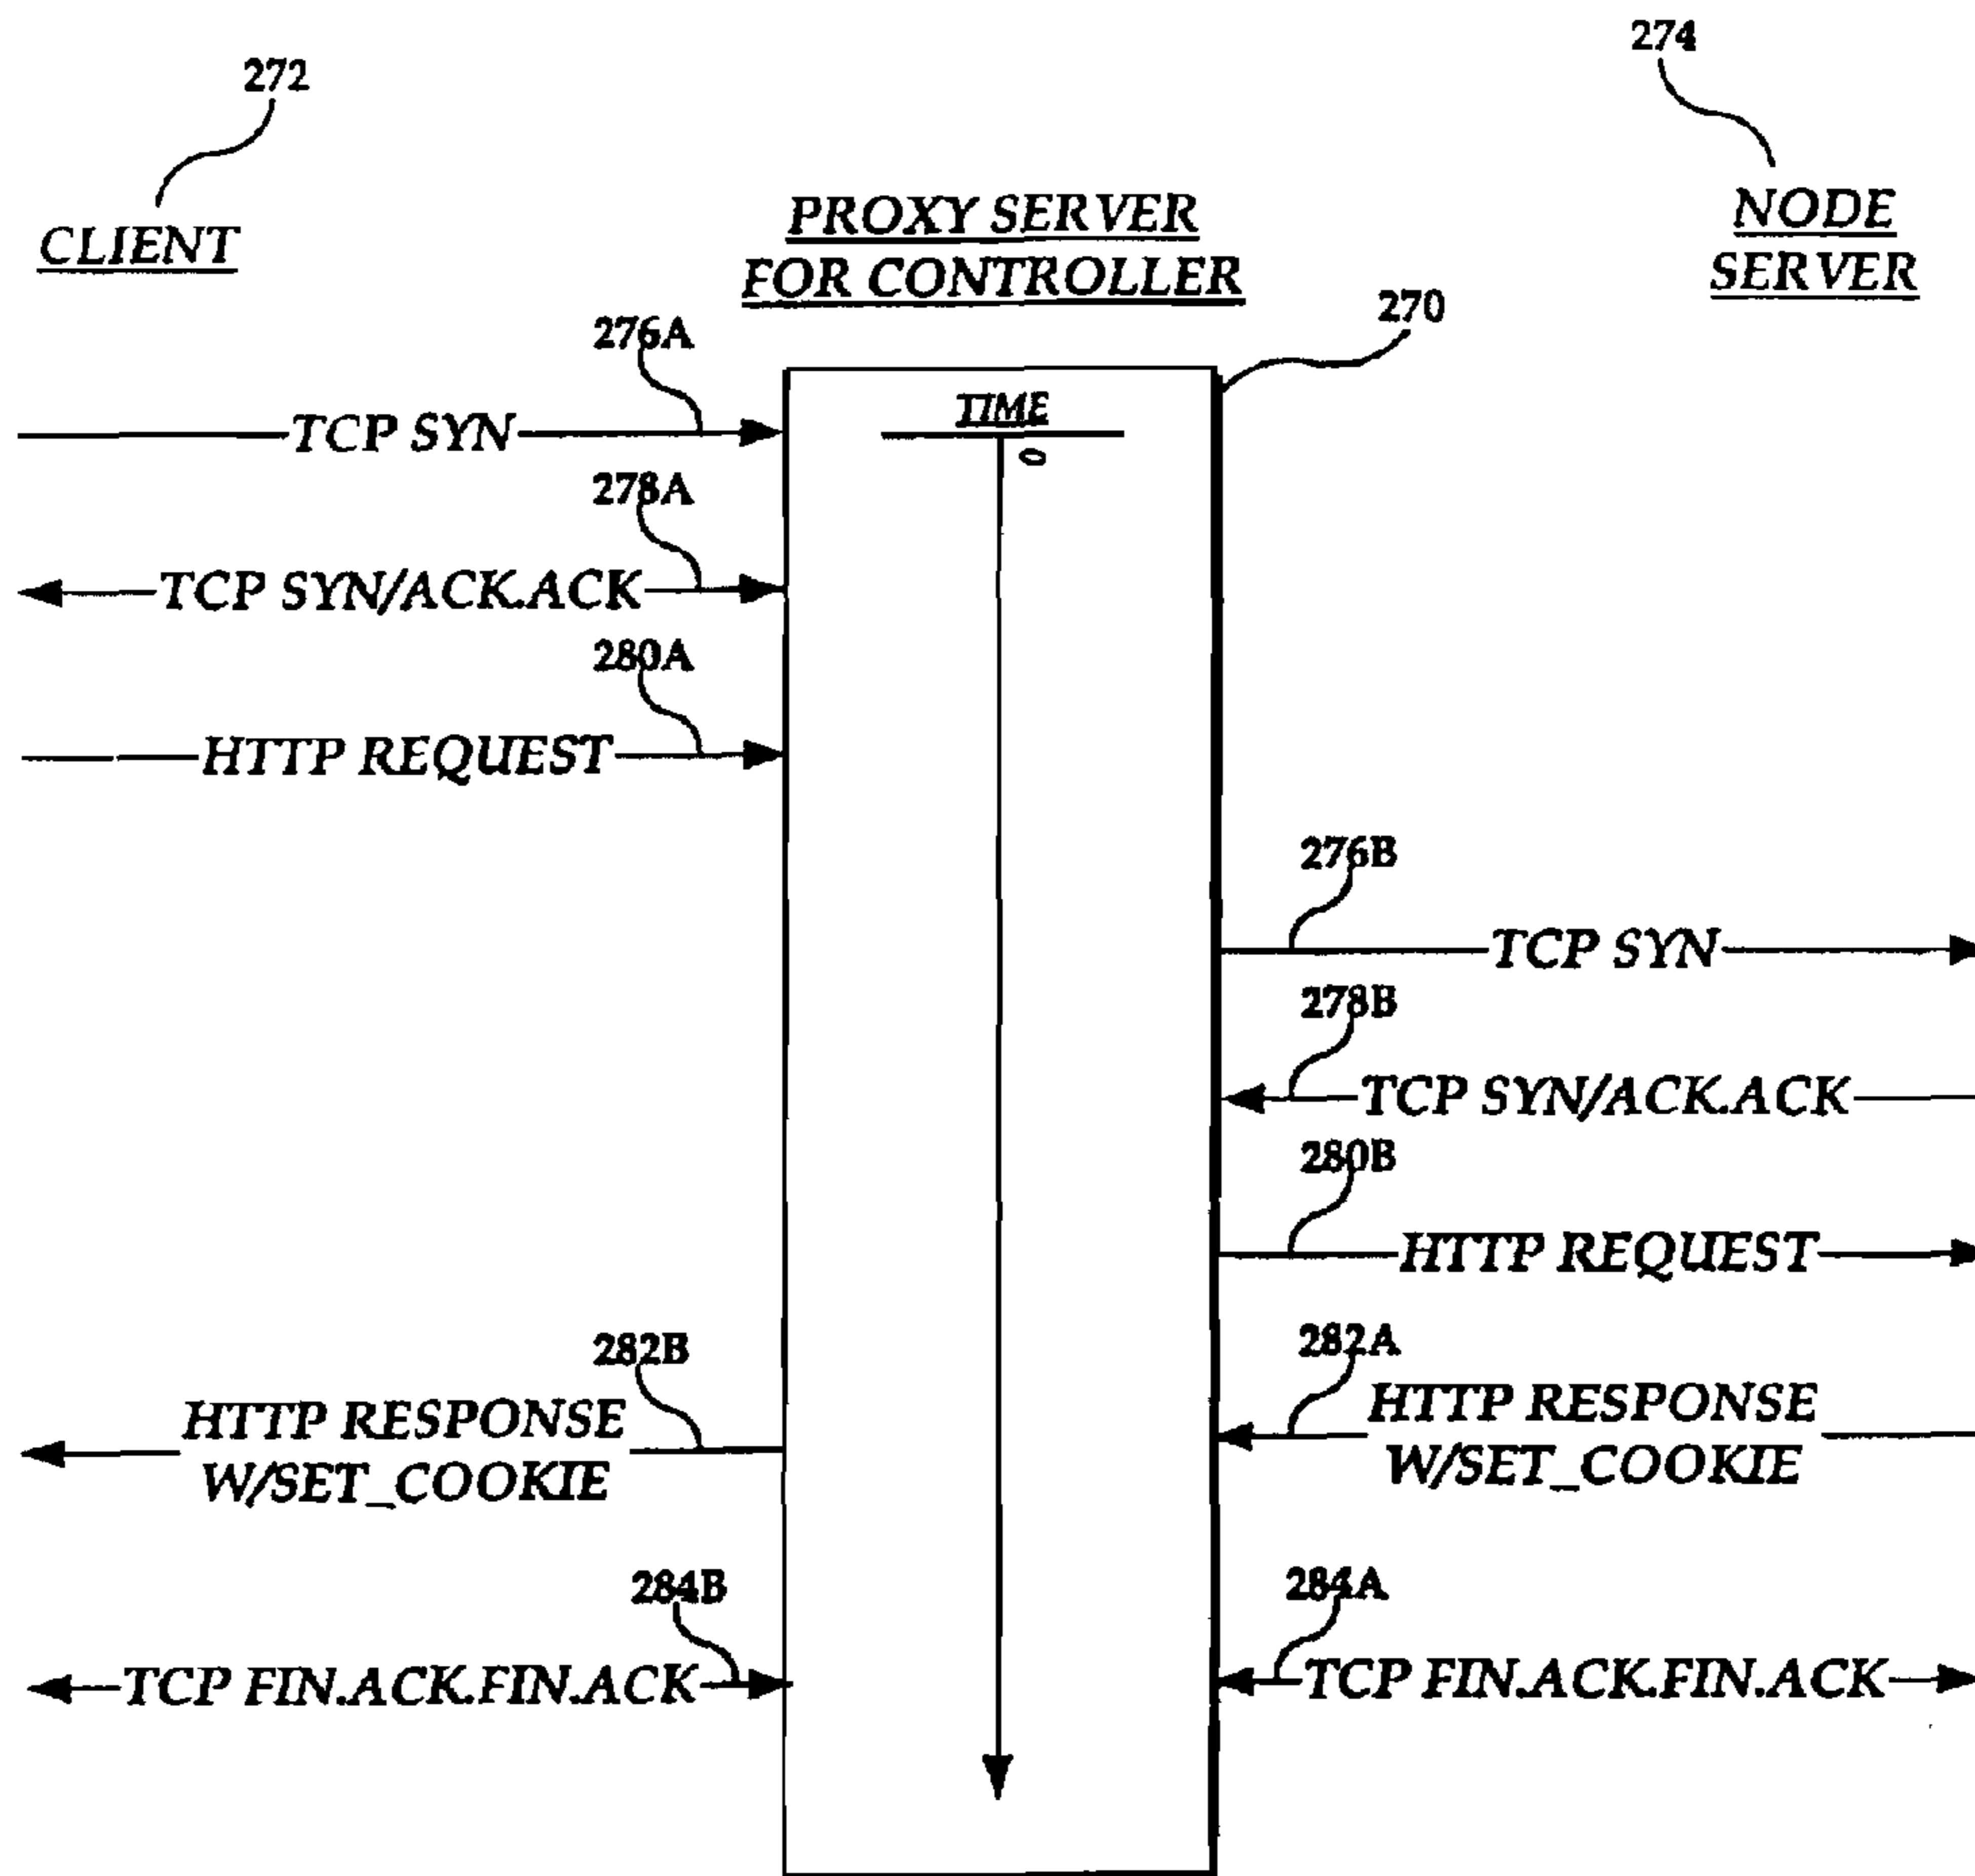 272
274
CLIENT
PROXY SERVER
FOR CONTROLLER
NODE
SERVER
270
276A
TIME
0
TCP SYN
278A
TCP SYN/ACK.ACK
280A
HTTP REQUEST
276B
TCP SYN
278B
TCP SYN/ACK.ACK
280B
HTTP REQUEST
282B
HTTP RESPONSE
W/SET_COOKIE
282A
HTTP RESPONSE
W/SET_COOKIE
284B
TCP FIN.ACK.FIN.ACK
284A
TCP FIN.ACK.FIN.ACK